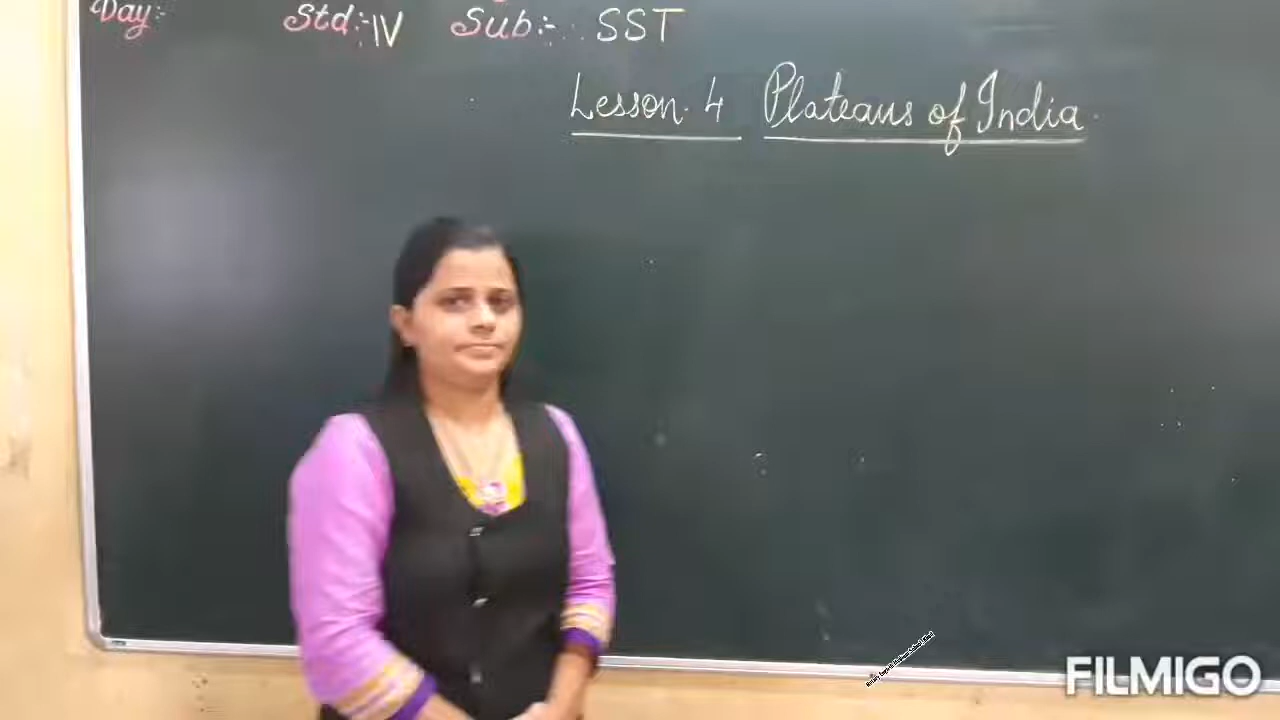 Day:- Std:- IV Sub:- SST
Lesson. 4 Plateaus of India.
FILMIGO